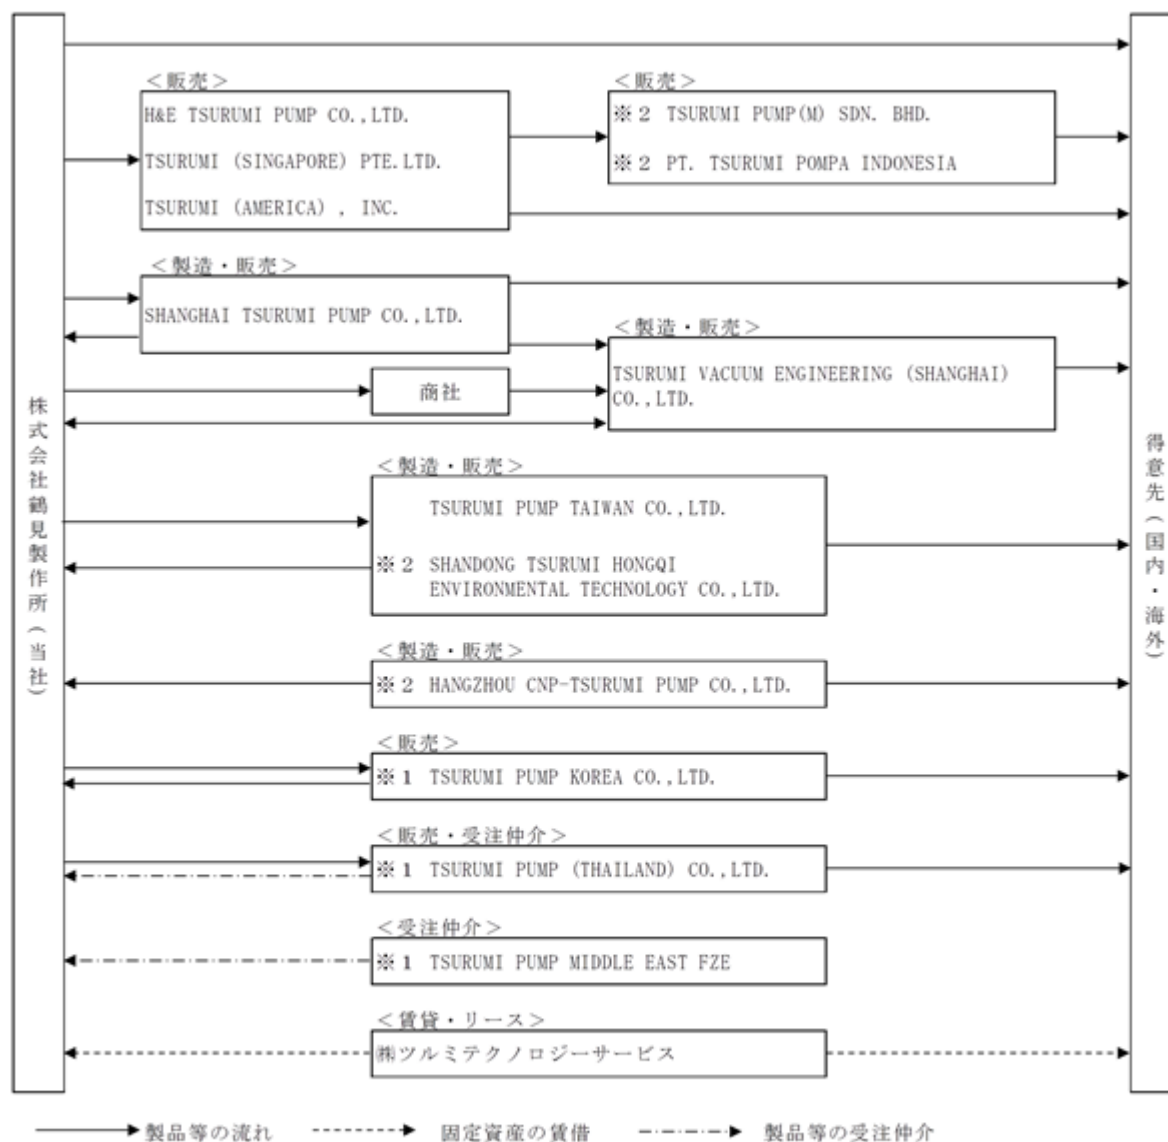 ＜販売＞
H&E TSURUMI PUMP CO.,LTD.
TSURUMI (SINGAPORE) PTE.LTD.
TSURUMI (AMERICA) , INC.
＜販売＞
※２ TSURUMI PUMP(M) SDN. BHD.
※２ PT. TSURUMI POMPA INDONESIA
＜製造・販売＞
SHANGHAI TSURUMI PUMP CO.,LTD.
＜製造・販売＞
TSURUMI VACUUM ENGINEERING (SHANGHAI)
CO.,LTD.
商社
株式会社鶴見製作所（当社）
得意先（国内・海外）
＜製造・販売＞
TSURUMI PUMP TAIWAN CO.,LTD.
※２ SHANDONG TSURUMI HONGQI
ENVIRONMENTAL TECHNOLOGY CO.,LTD.
＜製造・販売＞
※２ HANGZHOU CNP-TSURUMI PUMP CO.,LTD.
＜販売＞
※１ TSURUMI PUMP KOREA CO.,LTD.
＜販売・受注仲介＞
※１ TSURUMI PUMP (THAILAND) CO.,LTD.
＜受注仲介＞
※１ TSURUMI PUMP MIDDLE EAST FZE
＜賃貸・リース＞
㈱ツルミテクノロジーサービス
製品等の流れ
固定資産の賃借
製品等の受注仲介